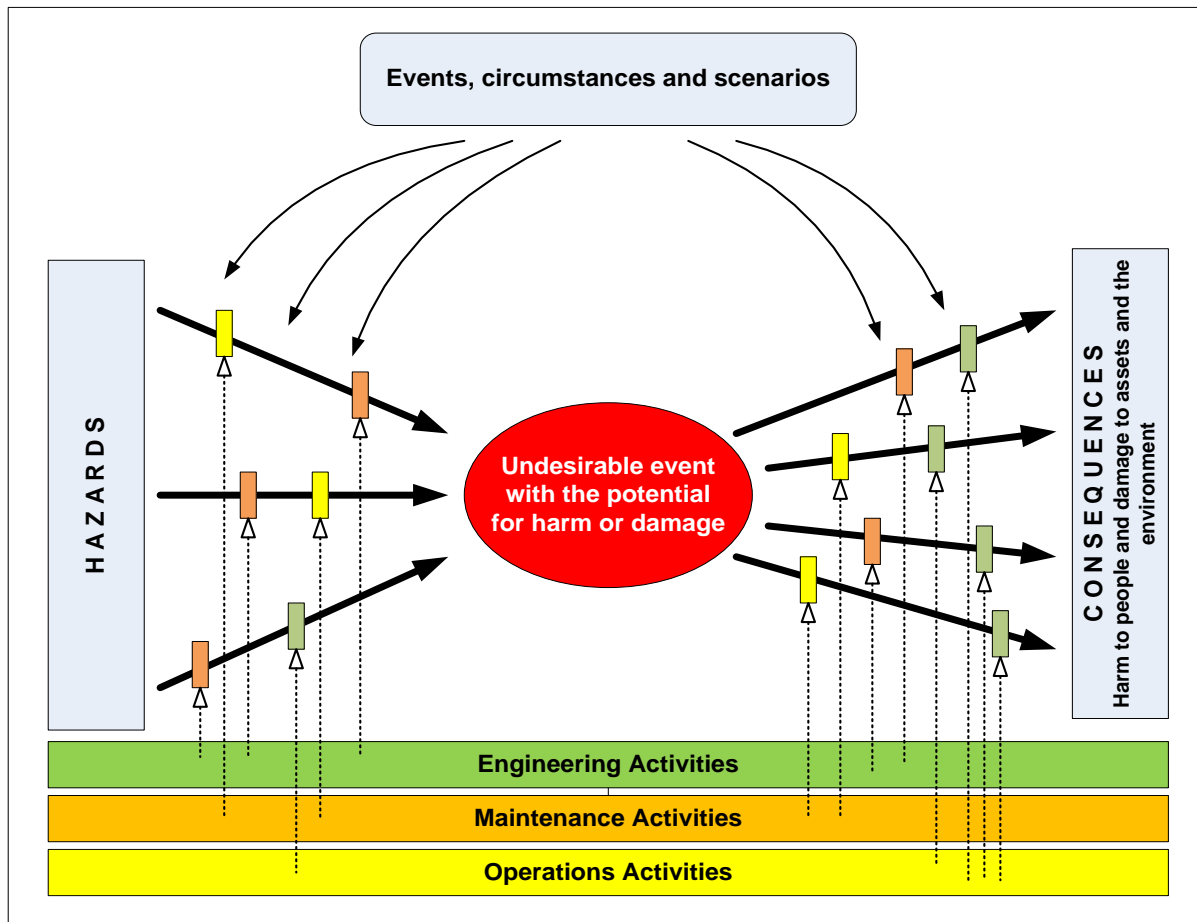 Events, circumstances and scenarios
HAZARDS
Undesirable event
with the potential
for harm or damage
CONSEQUENCES
Harm to people and damage to assets and the
environment
Engineering Activities
Maintenance Activities
Operations Activities